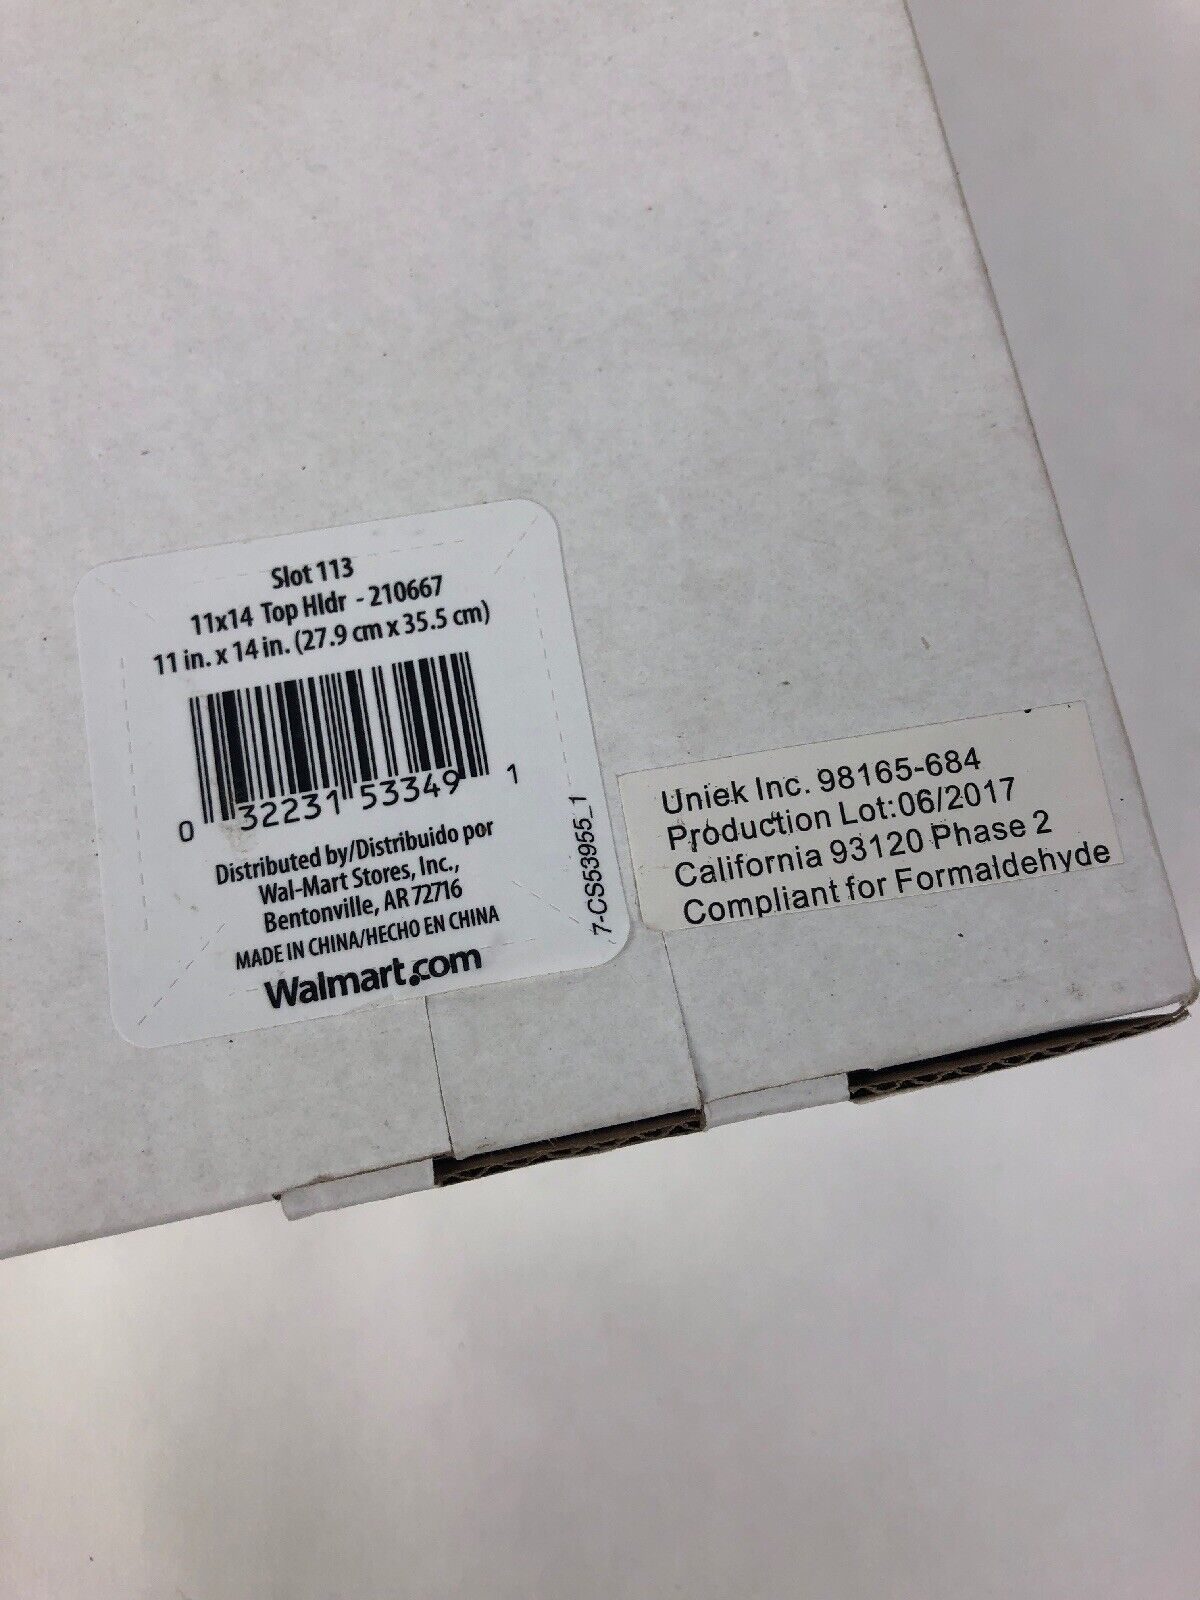 Slot 113
11x14 Top Hldr - 210667
11 in. x 14 in. (27.9 cm x 35.5 cm)
0 32231 53349 1
Distributed by/Distribuido por
Wal-Mart Stores, Inc.,
Bentonville, AR 72716
MADE IN CHINA/HECHO EN CHINA
Walmart.com
7-CS53955_1
Uniek Inc. 98165-684
Production Lot:06/2017
California 93120 Phase 2
Compliant for Formaldehyde